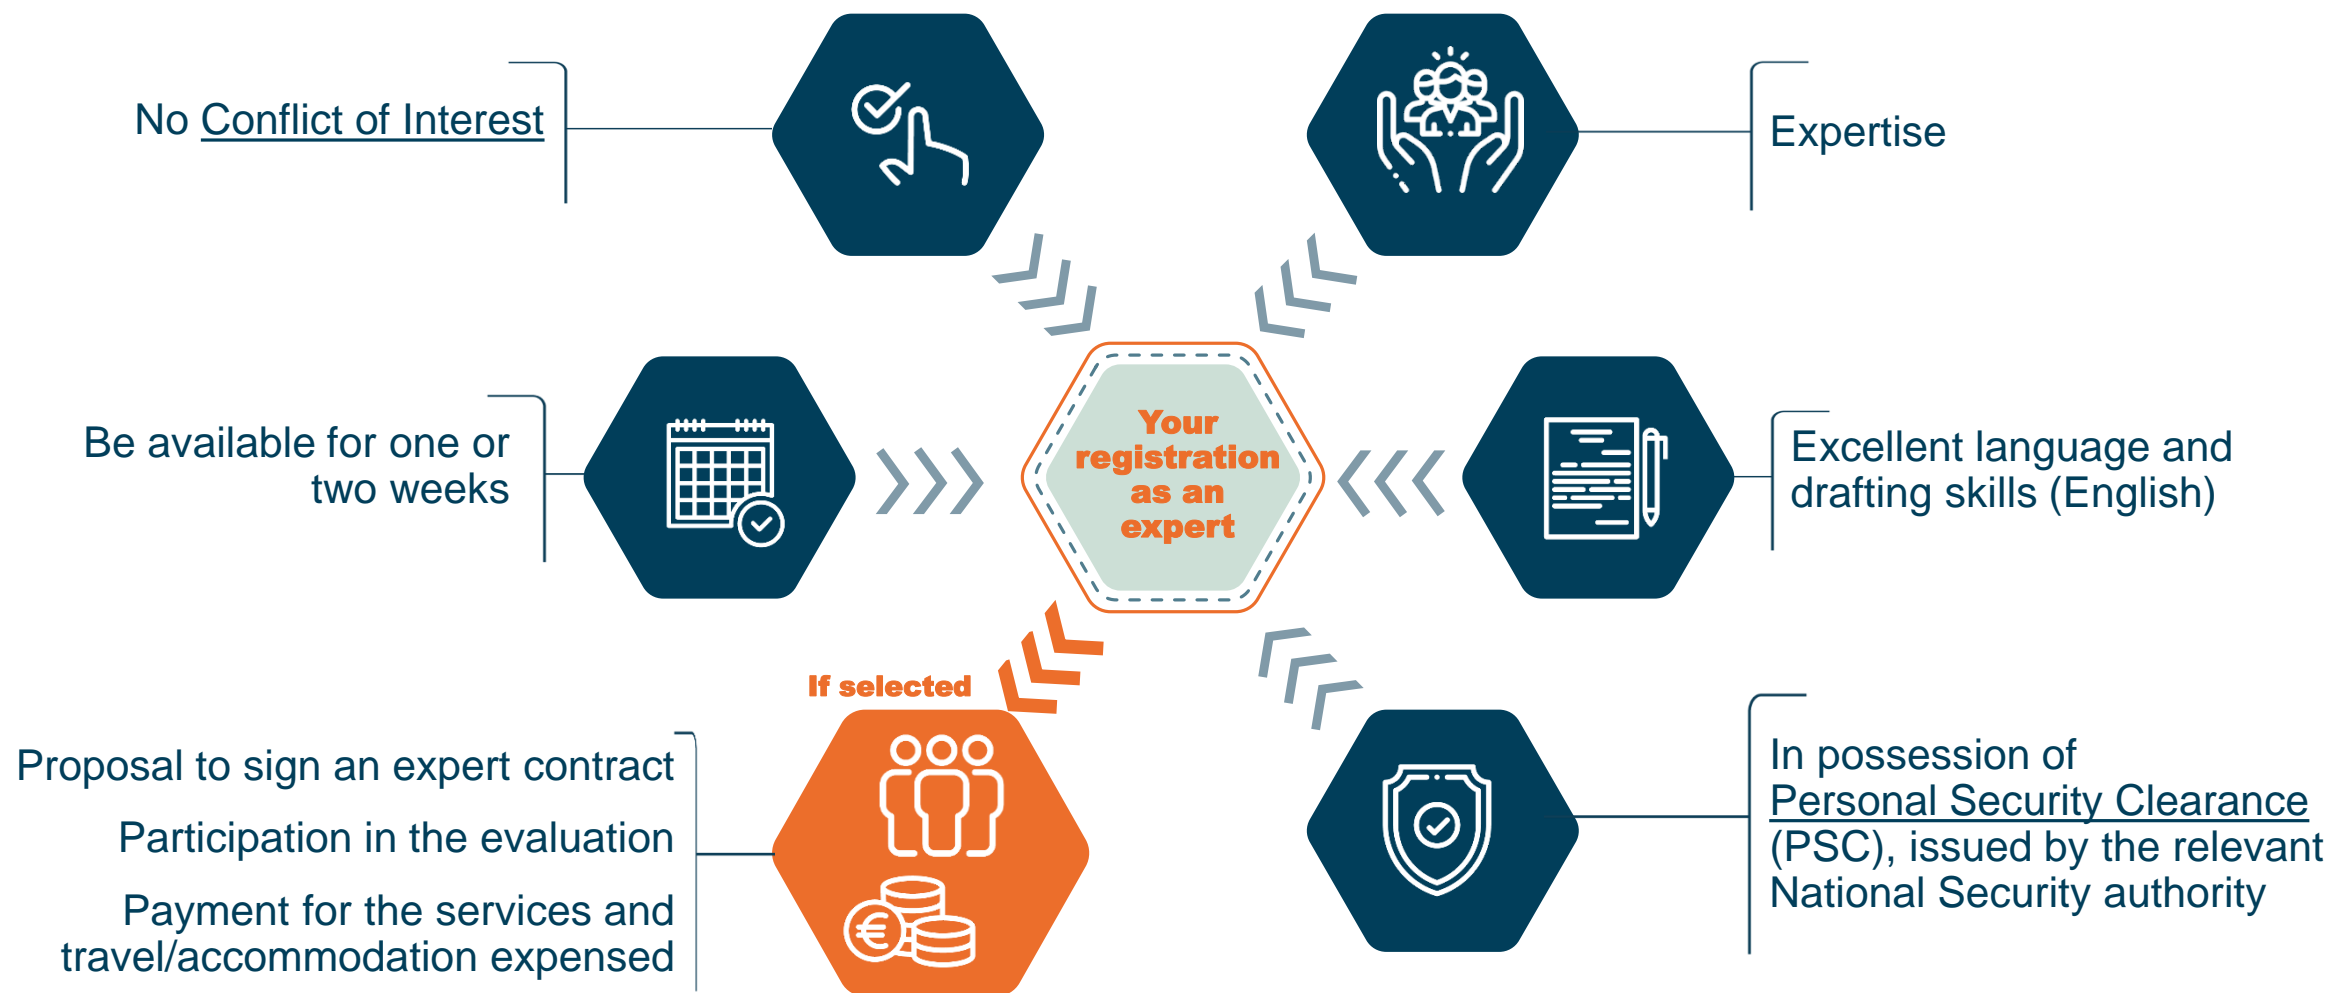 No Conflict of Interest
Expertise
Be available for one or
two weeks
Your
registration
as an
expert
Excellent language and
drafting skills (English)
If selected
Proposal to sign an expert contract
Participation in the evaluation
Payment for the services and
travel/accommodation expensed
In possession of
Personal Security Clearance
(PSC), issued by the relevant
National Security authority